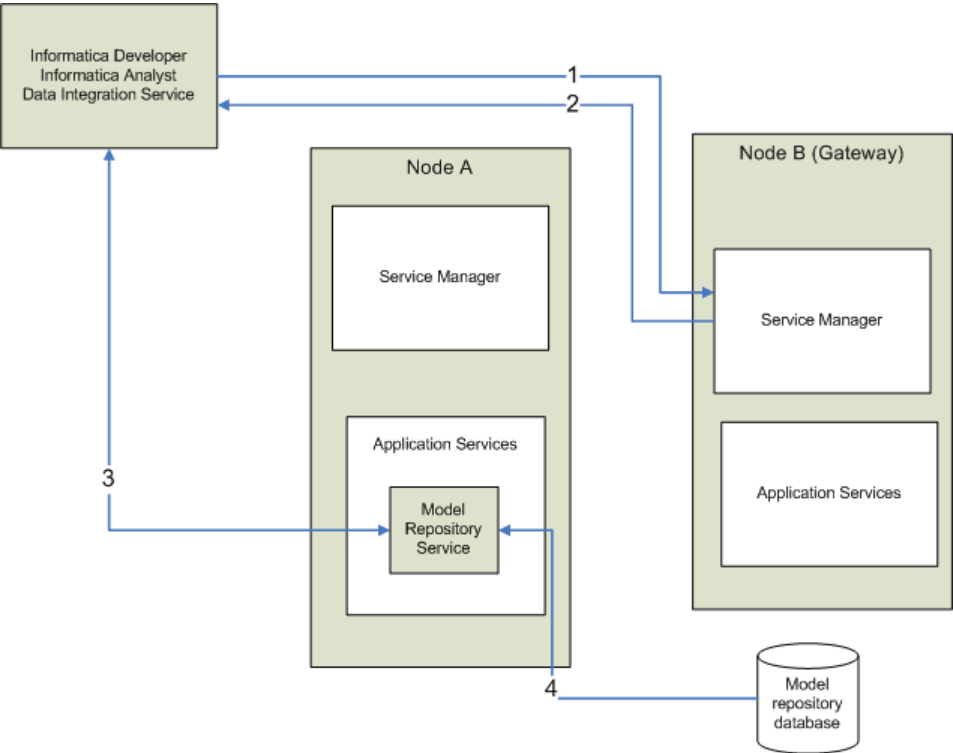 Informatica Developer
Informatica Analyst
Data Integration Service
1
2
Node A
Service Manager
Application Services
Model
Repository
Service
Node B (Gateway)
Service Manager
Application Services
3
4
Model
repository
database